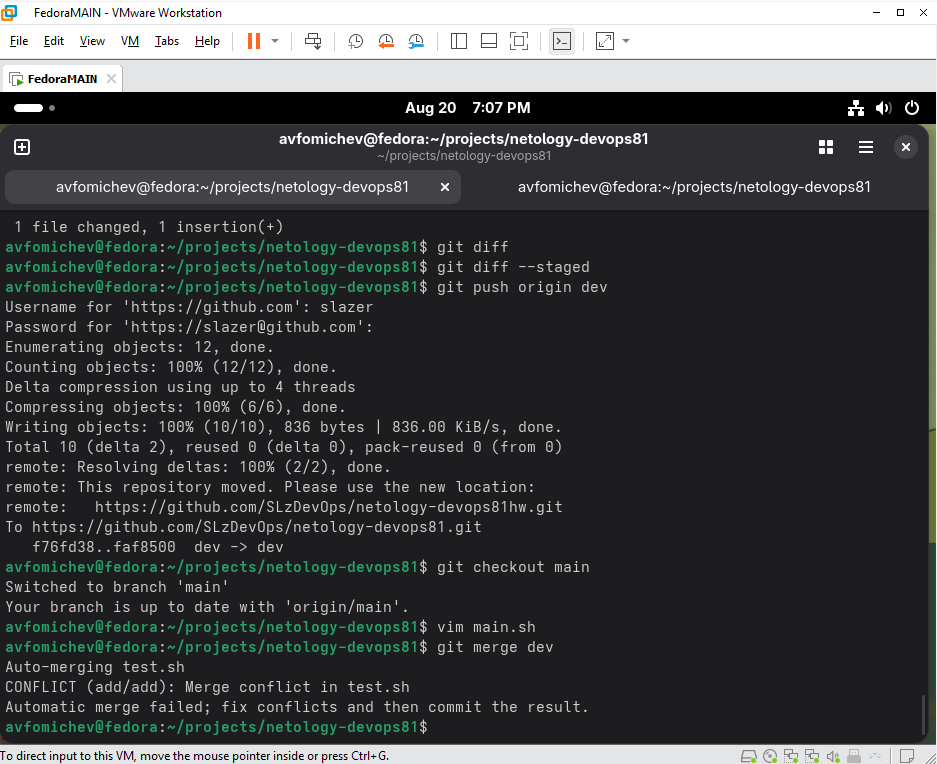 FedoraMAIN - VMware Workstation
File Edit View VM Tabs Help
FedoraMAIN
Aug 20 7:07 PM
avfomichev@fedora:~/projects/netology-devops81
~/projects/netology-devops81
avfomichev@fedora:~/projects/netology-devops81
avfomichev@fedora:~/projects/netology-devops81
1 file changed, 1 insertion(+)
avfomichev@fedora:~/projects/netology-devops81$ git diff
avfomichev@fedora:~/projects/netology-devops81$ git diff --staged
avfomichev@fedora:~/projects/netology-devops81$ git push origin dev
Username for 'https://github.com': slazer
Password for 'https://slazer@github.com':
Enumerating objects: 12, done.
Counting objects: 100% (12/12), done.
Delta compression using up to 4 threads
Compressing objects: 100% (6/6), done.
Writing objects: 100% (10/10), 836 bytes | 836.00 KiB/s, done.
Total 10 (delta 2), reused 0 (delta 0), pack-reused 0 (from 0)
remote: Resolving deltas: 100% (2/2), done.
remote: This repository moved. Please use the new location:
remote:   https://github.com/SLzDevOps/netology-devops81hw.git
To https://github.com/SLzDevOps/netology-devops81.git
   f76fd38..faf8500  dev -> dev
avfomichev@fedora:~/projects/netology-devops81$ git checkout main
Switched to branch 'main'
Your branch is up to date with 'origin/main'.
avfomichev@fedora:~/projects/netology-devops81$ vim main.sh
avfomichev@fedora:~/projects/netology-devops81$ git merge dev
Auto-merging test.sh
CONFLICT (add/add): Merge conflict in test.sh
Automatic merge failed; fix conflicts and then commit the result.
avfomichev@fedora:~/projects/netology-devops81$
To direct input to this VM, move the mouse pointer inside or press Ctrl+G.